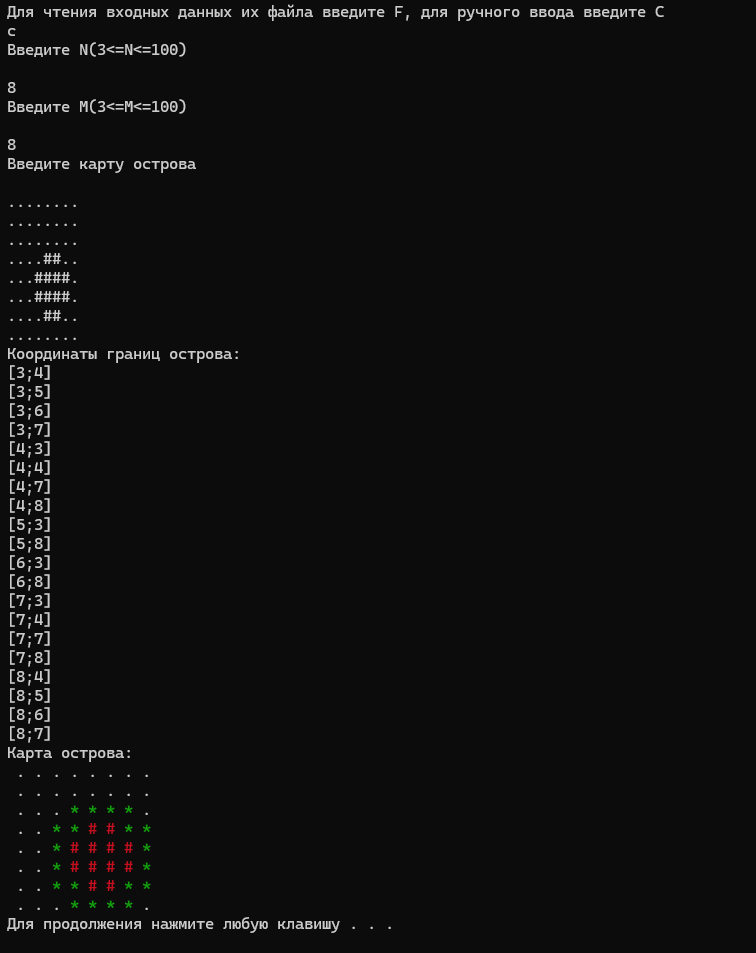 Для чтения входных данных их файла введите F, для ручного ввода введите C
c
Введите N(3<=N<=100)
8
Введите M(3<=M<=100)
8
Введите карту острова
........
........
........
....##..
...####.
...####.
....##..
........
Координаты границ острова:
[3;4]
[3;5]
[3;6]
[3;7]
[4;3]
[4;4]
[4;7]
[4;8]
[5;3]
[5;8]
[6;3]
[6;8]
[7;3]
[7;4]
[7;7]
[7;8]
[8;4]
[8;5]
[8;6]
[8;7]
Карта острова:
. . . . . . . .
. . . . . . . .
. . . * * * * .
. . * * # # * *
. . * # # # # *
. . * # # # # *
. . * * # # * *
. . . * * * * .
Для продолжения нажмите любую клавишу . . .